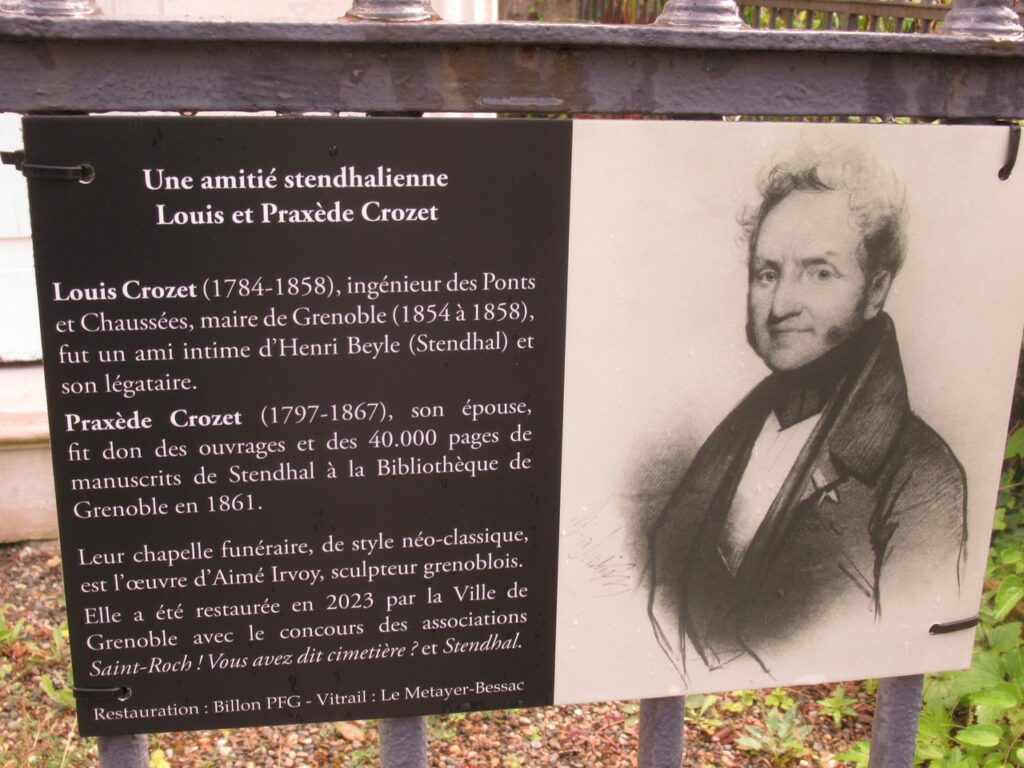 Une amitié stendhalienne
Louis et Praxède Crozet
Louis Crozet (1784-1858), ingénieur des Ponts
et Chaussées, maire de Grenoble (1854 à 1858),
fut un ami intime d'Henri Beyle (Stendhal) et
son légataire.
Praxède Crozet (1797-1867), son épouse,
fit don des ouvrages et des 40.000 pages de
manuscrits de Stendhal à la Bibliothèque de
Grenoble en 1861.
Leur chapelle funéraire, de style néo-classique,
est l'œuvre d'Aimé Irvoy, sculpteur grenoblois.
Elle a été restaurée en 2023 par la Ville de
Grenoble avec le concours des associations
Saint-Roch ! Vous avez dit cimetière ? et Stendhal.
Restauration : Billon PFG - Vitrail : Le Metayer-Bessac